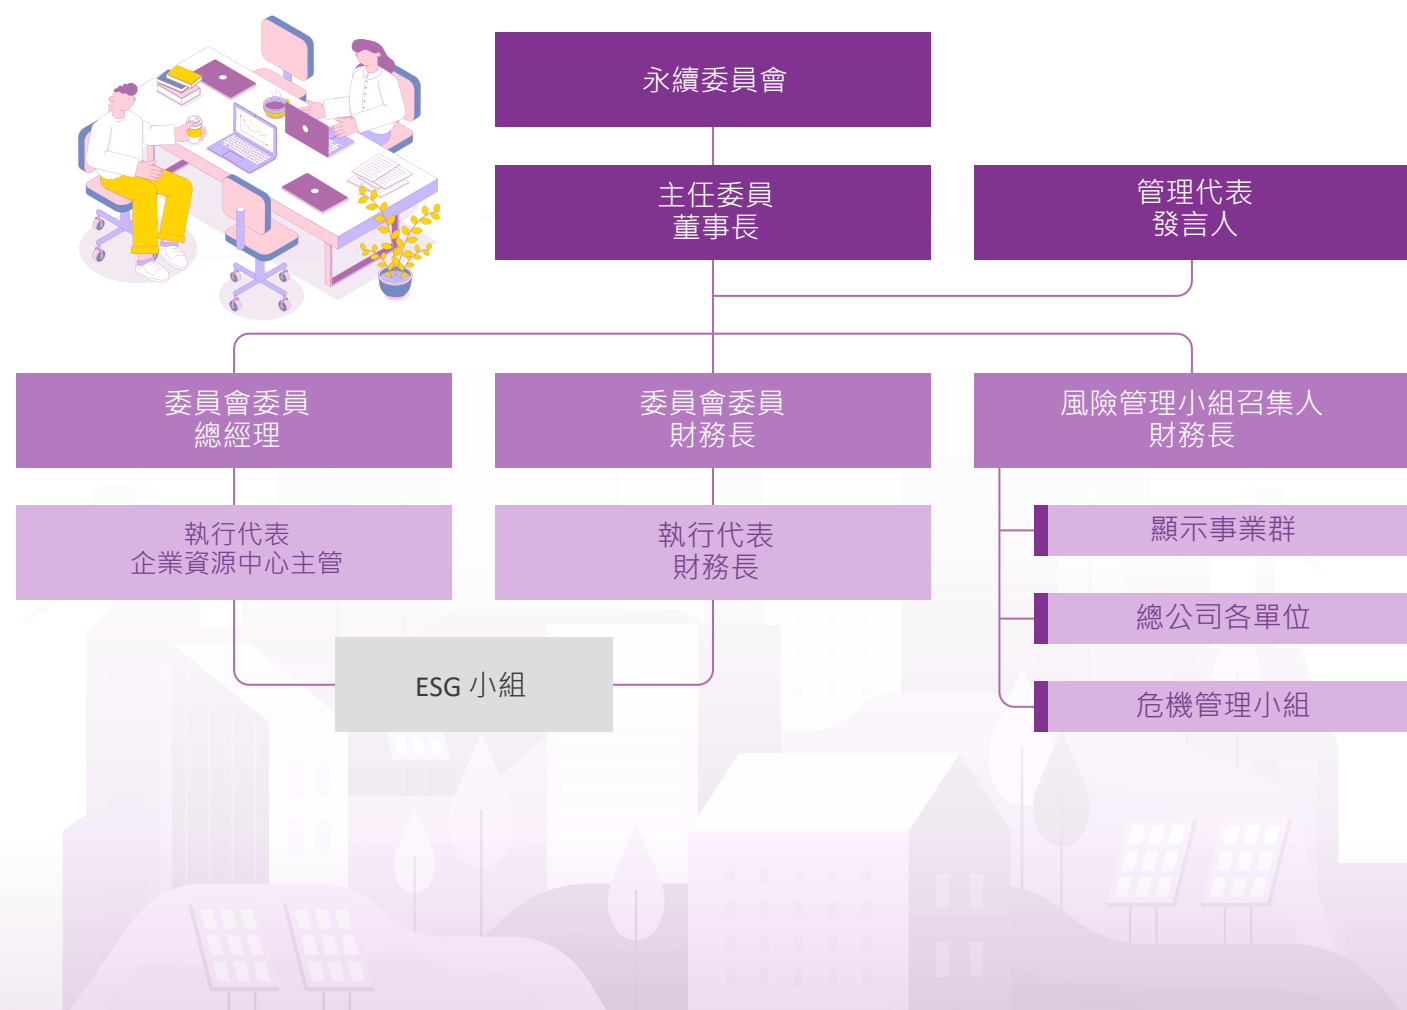 永續委員會
主任委員
董事長
管理代表
發言人
委員會委員
總經理
委員會委員
財務長
風險管理小組召集人
財務長
執行代表
企業資源中心主管
執行代表
財務長
顯示事業群
總公司各單位
危機管理小組
ESG 小組